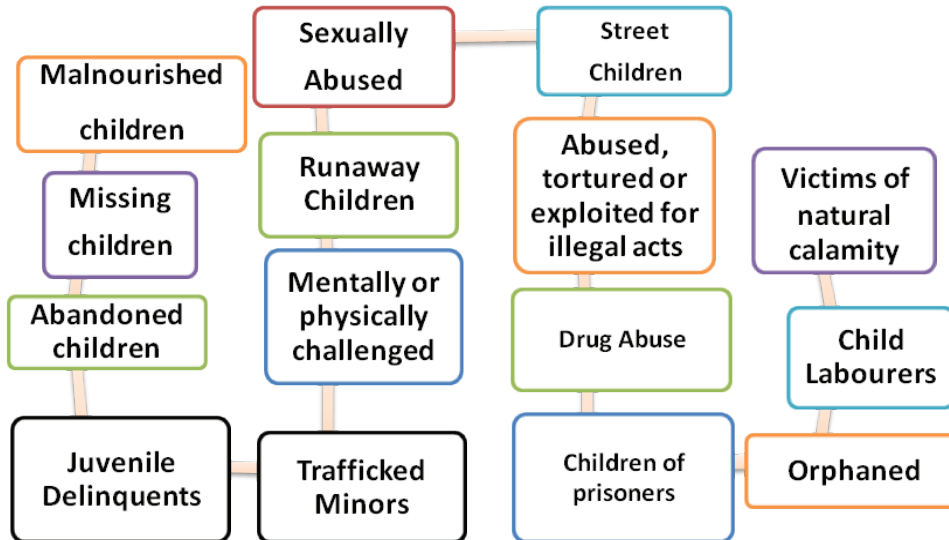 Malnourished
children
Missing
children
Abandoned
children
Juvenile
Delinquents
Trafficked
Minors
Mentally or
physically
challenged
Runaway
Children
Sexually
Abused
Street
Children
Abused,
tortured or
exploited for
illegal acts
Drug Abuse
Children of
prisoners
Orphaned
Child
Labourers
Victims of
natural
calamity